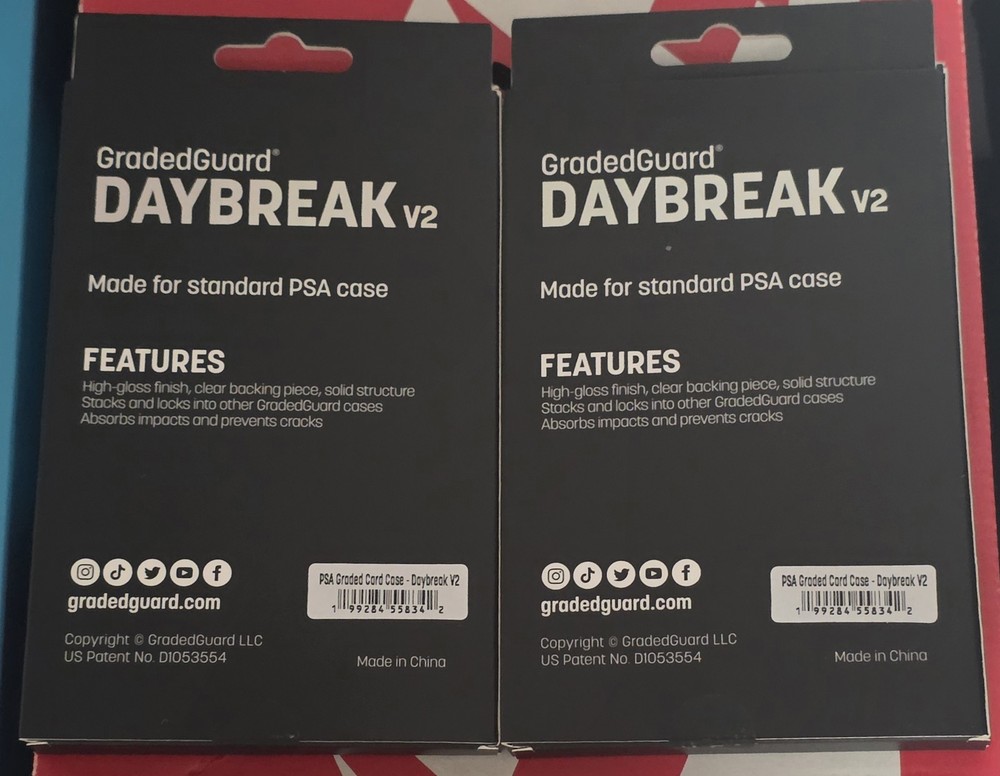 GradedGuard®
DAYBREAK V2
Made for standard PSA case
FEATURES
High-gloss finish, clear backing piece, solid structure
Stacks and locks into other GradedGuard cases
Absorbs impacts and prevents cracks
gradedguard.com
PSA Graded Card Case - Daybreak V2
1 99284 55834 2
Copyright © GradedGuard LLC
US Patent No. D1053554
Made in China
GradedGuard®
DAYBREAK V2
Made for standard PSA case
FEATURES
High-gloss finish, clear backing piece, solid structure
Stacks and locks into other GradedGuard cases
Absorbs impacts and prevents cracks
gradedguard.com
PSA Graded Card Case - Daybreak V2
1 99284 55834 2
Copyright © GradedGuard LLC
US Patent No. D1053554
Made in China